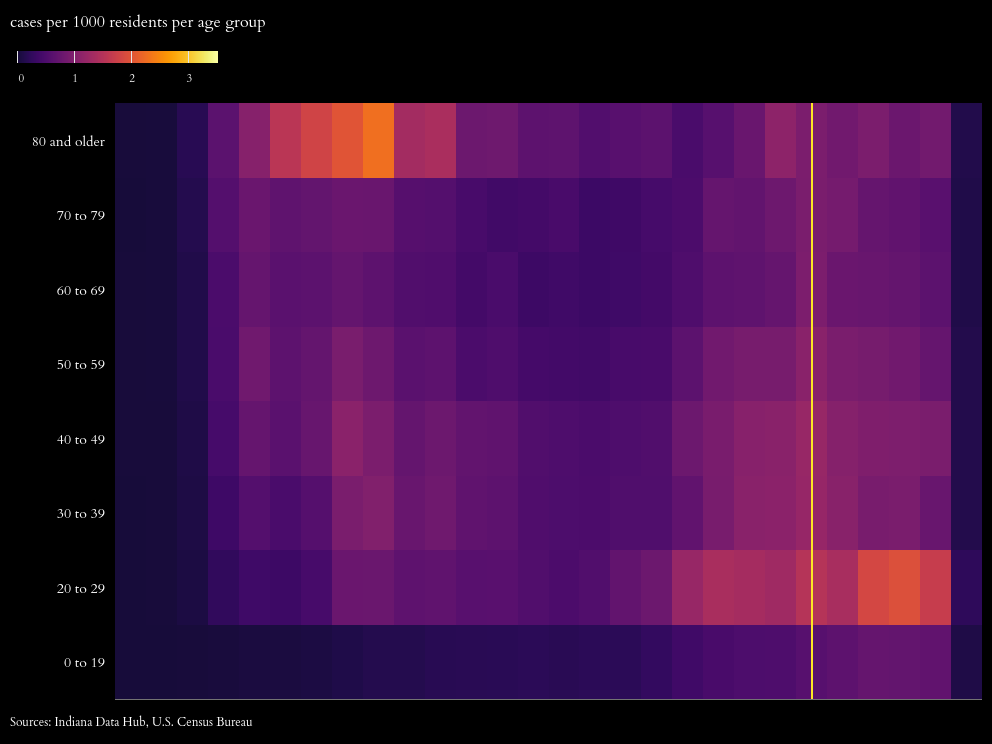 cases per 1000 residents per age group
0 1 2 3
80 and older
70 to 79
60 to 69
50 to 59
40 to 49
30 to 39
20 to 29
0 to 19
Sources: Indiana Data Hub, U.S. Census Bureau